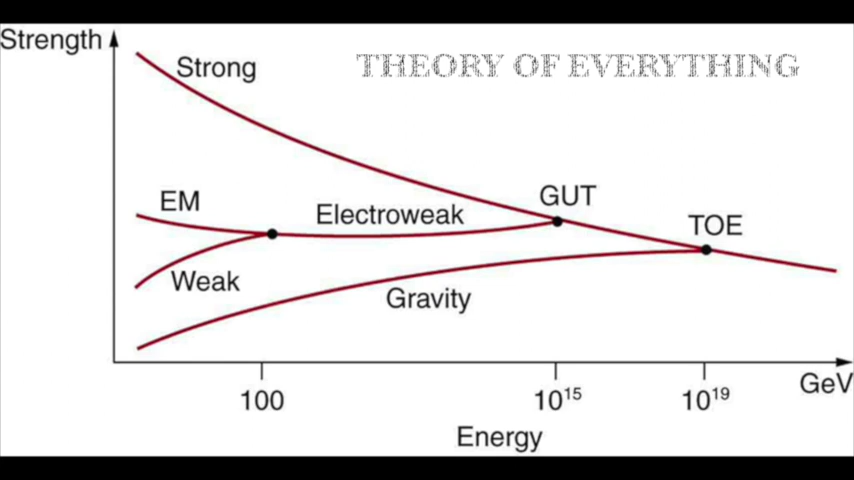 Strength
THEORY OF EVERYTHING
Strong
EM
GUT
Electroweak
TOE
Weak
Gravity
GeV
100
10¹⁵
10¹⁹
Energy